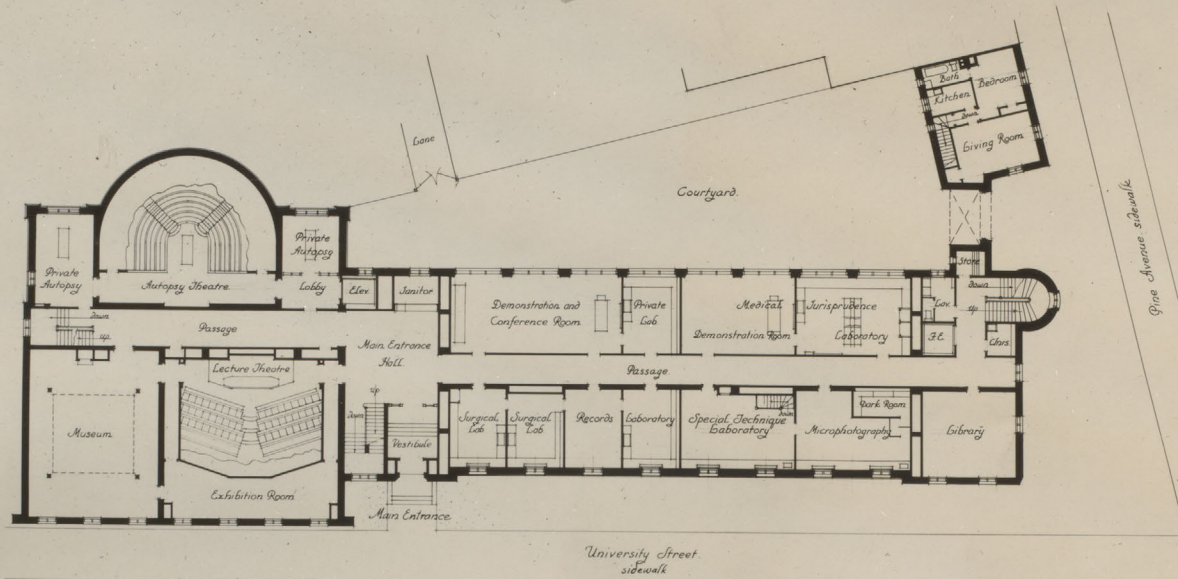 Bath
Bedroom
Kitchen
down
Living Room
Lane
Courtyard.
Pine Avenue sidewalk
Private
Autopsy
Autopsy Theatre
Private
Autopsy
Lobby
Elev.
Janitor
Demonstration and
Conference Room
Private
Lab.
Medical
Demonstration Room
Jurisprudence
Laboratory
Store
down
Up
Lav.
F.E.
down
Up
Passage
Main Entrance
Hall
Passage
Lecture Theatre
Museum
Exhibition Room
Up
down
Vestibule
Surgical
Lab
Surgical
Lab
Records
Laboratory
Special Technique
Laboratory
down
Dark Room
Microphotography
Library
Main Entrance
University Street.
sidewalk